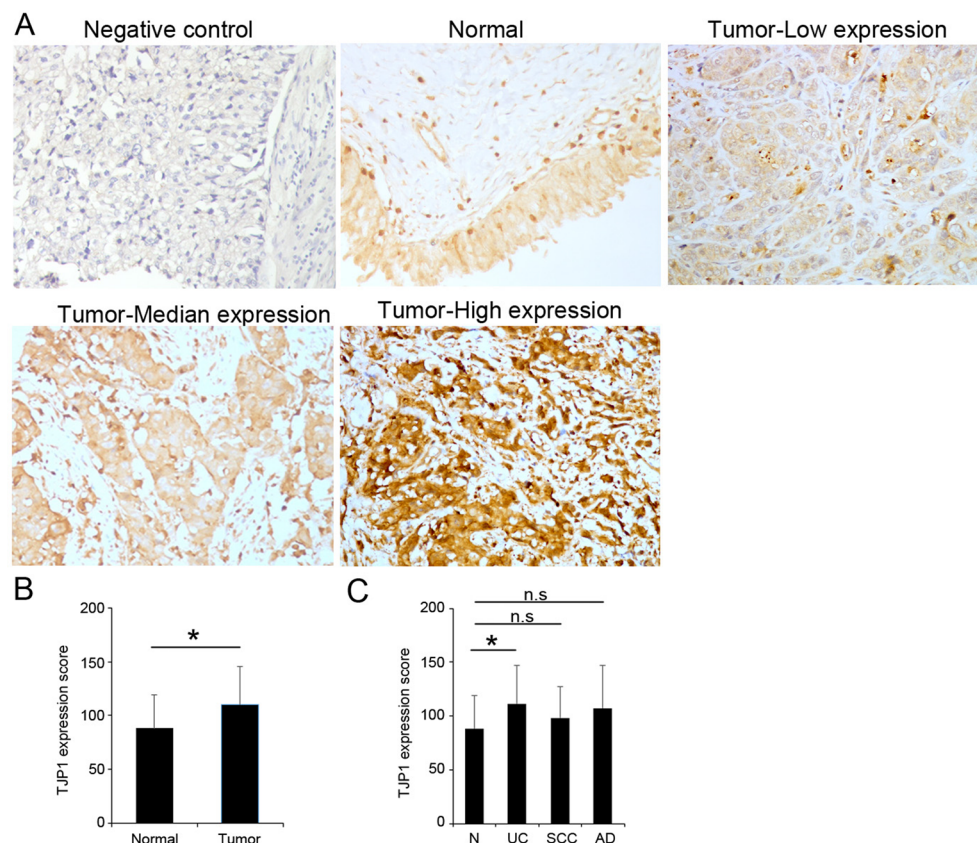 A
Negative control
Normal
Tumor-Low expression
Tumor-Median expression
Tumor-High expression
B
TJP1 expression score
200
150
100
50
0
*
Normal
Tumor
C
TJP1 expression score
200
150
100
50
0
n.s
n.s
*
N
UC
SCC
AD